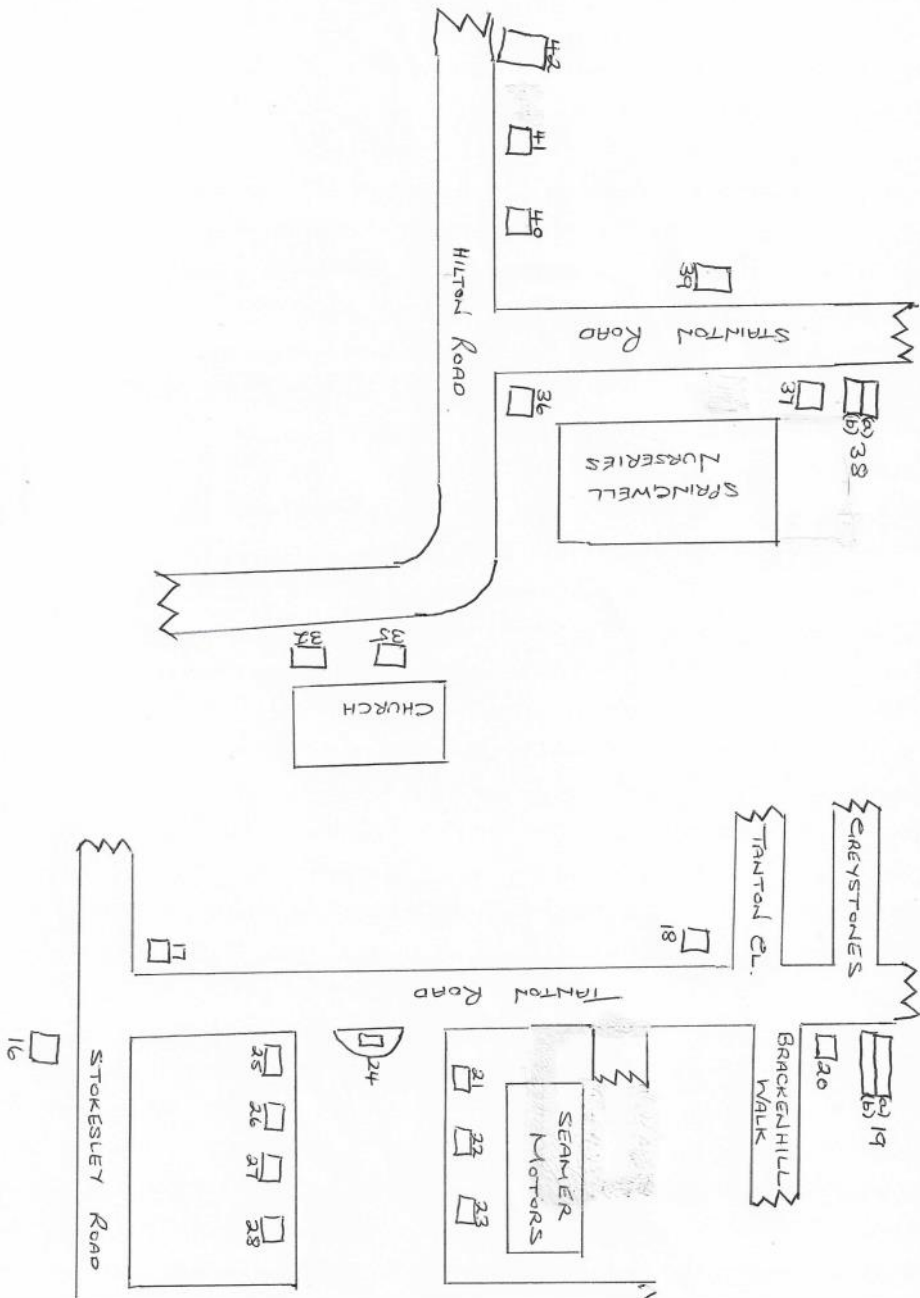 42
41
40
HILTON ROAD
39
STAINTON ROAD
36
37
(a)
(b) 38
SPRINGWELL
NURSERIES
35
32
CHURCH
GREYSTONES
TANTON CL.
18
17
TANTON ROAD
BRACKENHILL
WALK
20
(a)
(b) 19
16
STOKESLEY ROAD
25
26
27
28
24
21
22
23
SEAMER
MOTORS